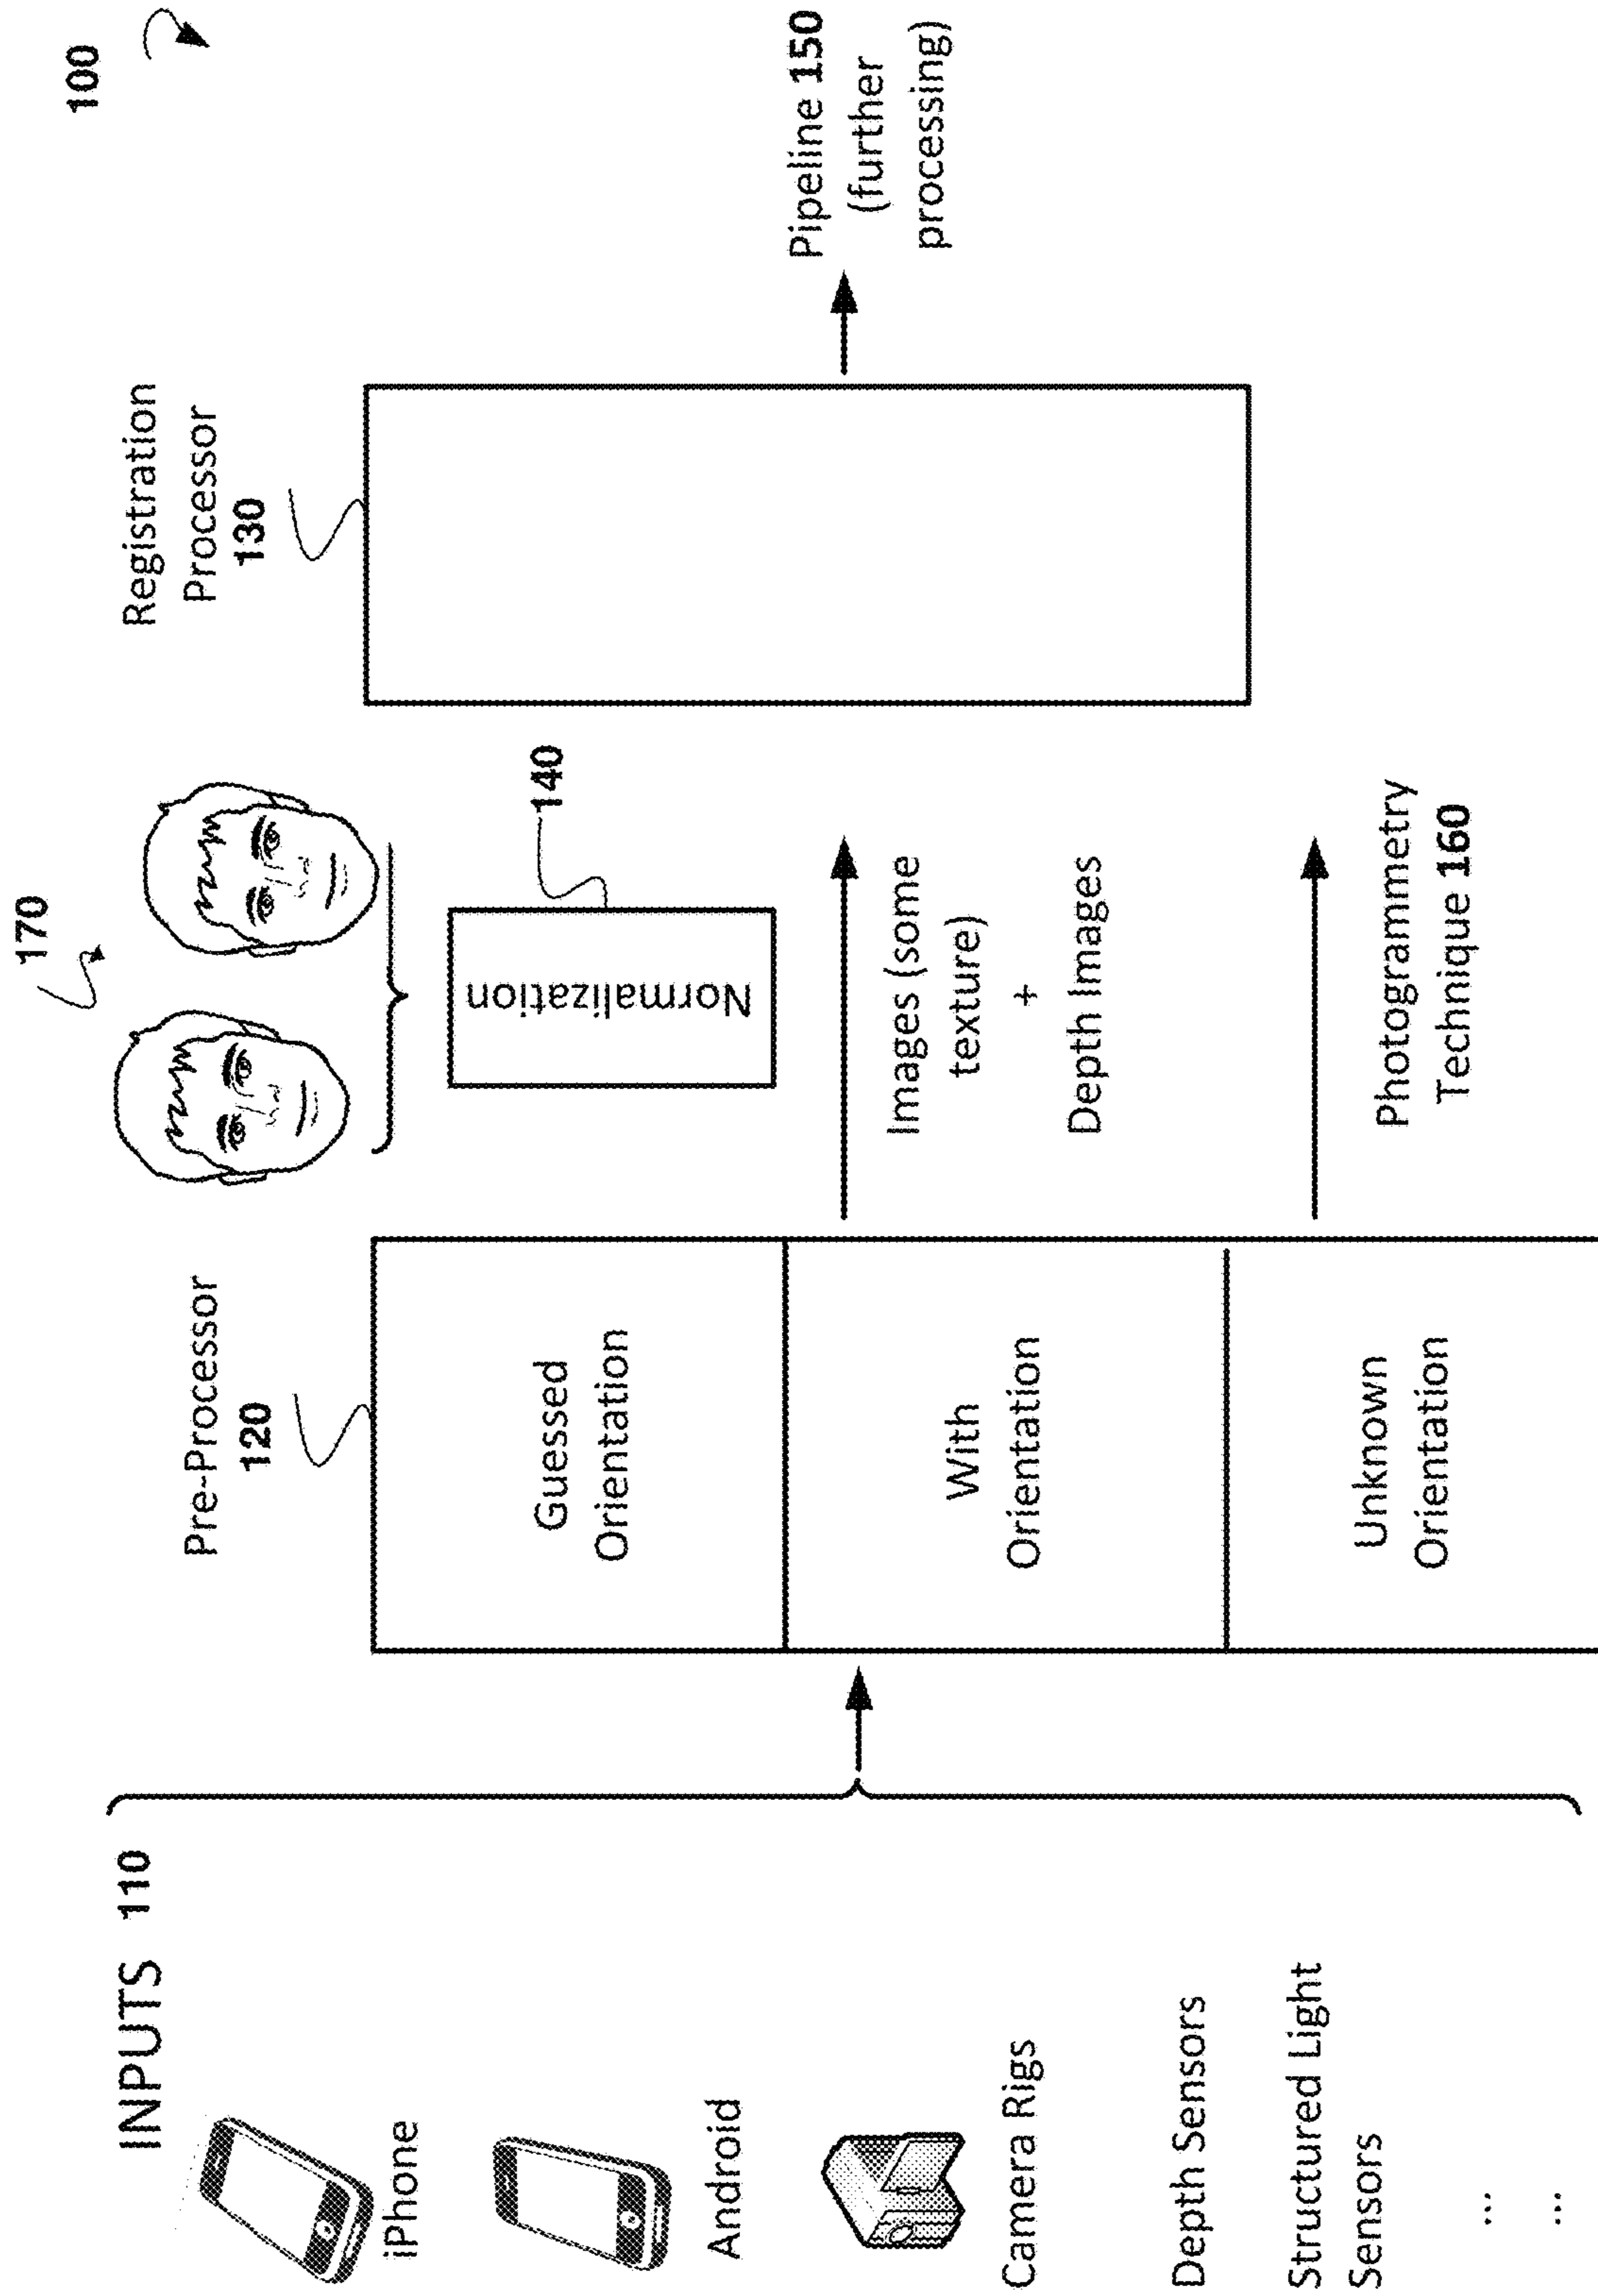 100
INPUTS 110
iPhone
Android
Camera Rigs
Depth Sensors
Structured Light
Sensors
...
...
Pre-Processor
120
Guessed
Orientation
With
Orientation
Unknown
Orientation
170
Normalization
140
Images (some
texture)
+
Depth Images
Photogrammetry
Technique 160
Registration
Processor
130
Pipeline 150
(further
processing)